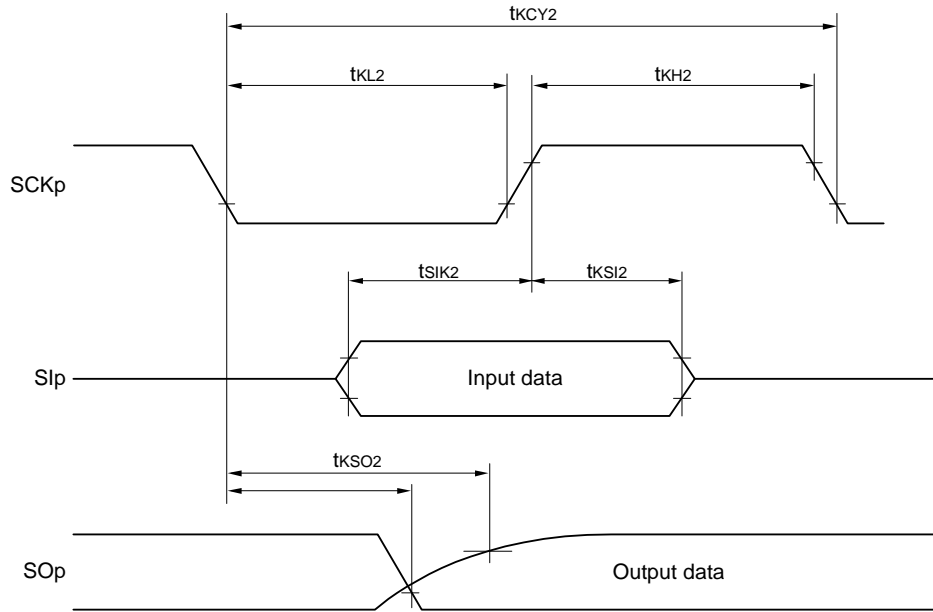 tKCY2
tKL2
tKH2
SCKp
tSIK2
tKSI2
SIp
Input data
tKSO2
SOp
Output data